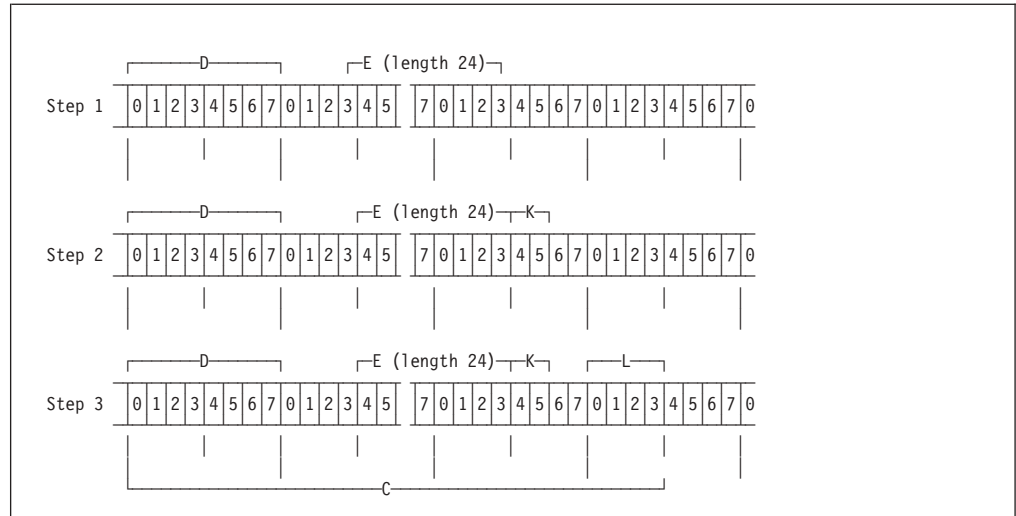 D E (length 24)
Step 1 0 1 2 3 4 5 6 7 0 1 2 3 4 5 7 0 1 2 3 4 5 6 7 0 1 2 3 4 5 6 7 0
D E (length 24) K
Step 2 0 1 2 3 4 5 6 7 0 1 2 3 4 5 7 0 1 2 3 4 5 6 7 0 1 2 3 4 5 6 7 0
D E (length 24) K L
Step 3 0 1 2 3 4 5 6 7 0 1 2 3 4 5 7 0 1 2 3 4 5 6 7 0 1 2 3 4 5 6 7 0
C